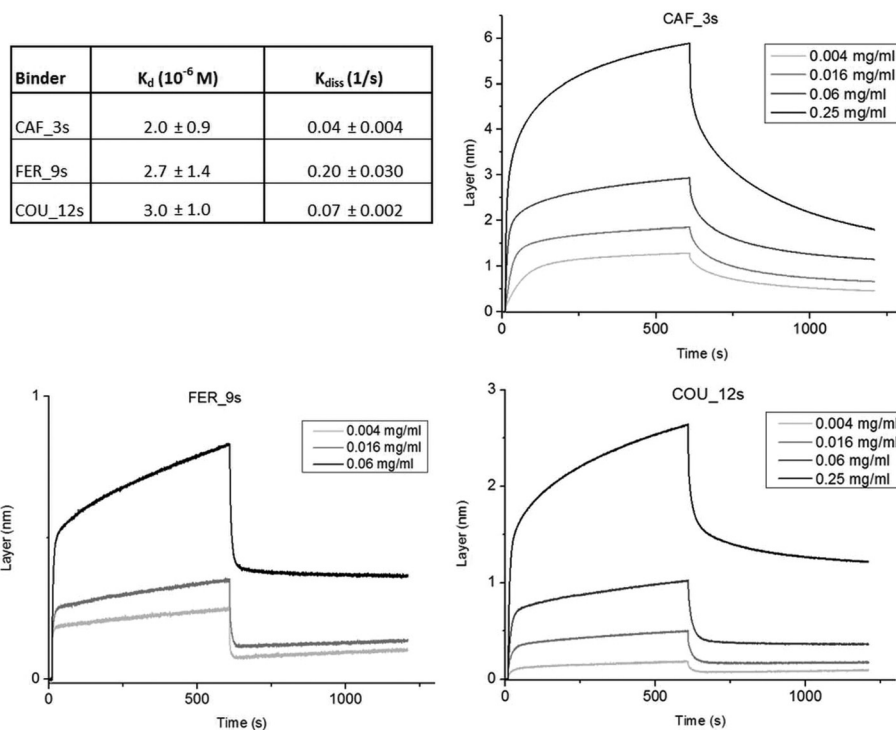 Binder K_d (10^-6 M) K_diss (1/s)
CAF_3s 2.0 ± 0.9 0.04 ± 0.004
FER_9s 2.7 ± 1.4 0.20 ± 0.030
COU_12s 3.0 ± 1.0 0.07 ± 0.002
CAF_3s
0.004 mg/ml
0.016 mg/ml
0.06 mg/ml
0.25 mg/ml
6
5
4
3
2
1
0
Layer (nm)
0 500 1000
Time (s)
FER_9s
0.004 mg/ml
0.016 mg/ml
0.06 mg/ml
1
0
Layer (nm)
0 500 1000
Time (s)
COU_12s
0.004 mg/ml
0.016 mg/ml
0.06 mg/ml
0.25 mg/ml
3
2
1
0
Layer (nm)
0 500 1000
Time (s)